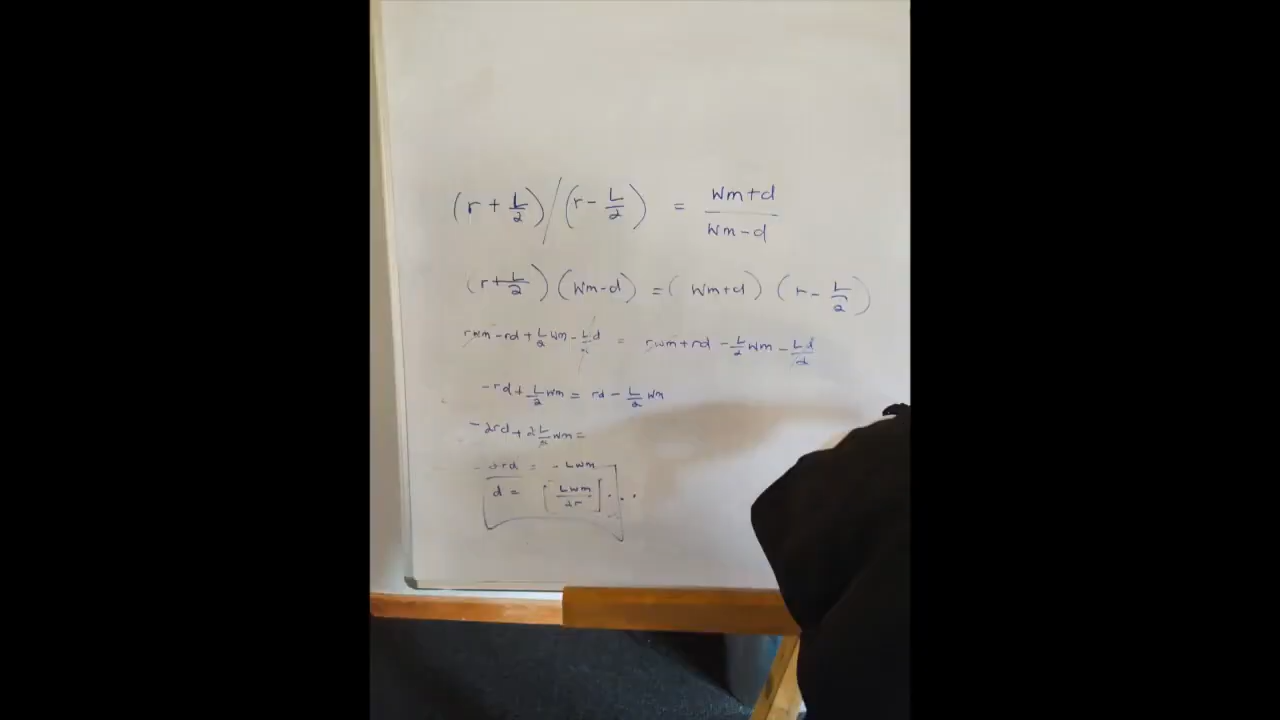 (r + L/2) / (r - L/2) = Wm+d / Wm-d
(r + L/2) (Wm-d) = (Wm+d) (r - L/2)
rwm - rd + L/2 Wm - L/2 d = rwm + rd - L/2 Wm - Ld/2
-rd + L/2 Wm = rd - L/2 Wm
-2rd + 2 L/2 Wm =
-2rd = -LWm
d = [LWm/2r] ...